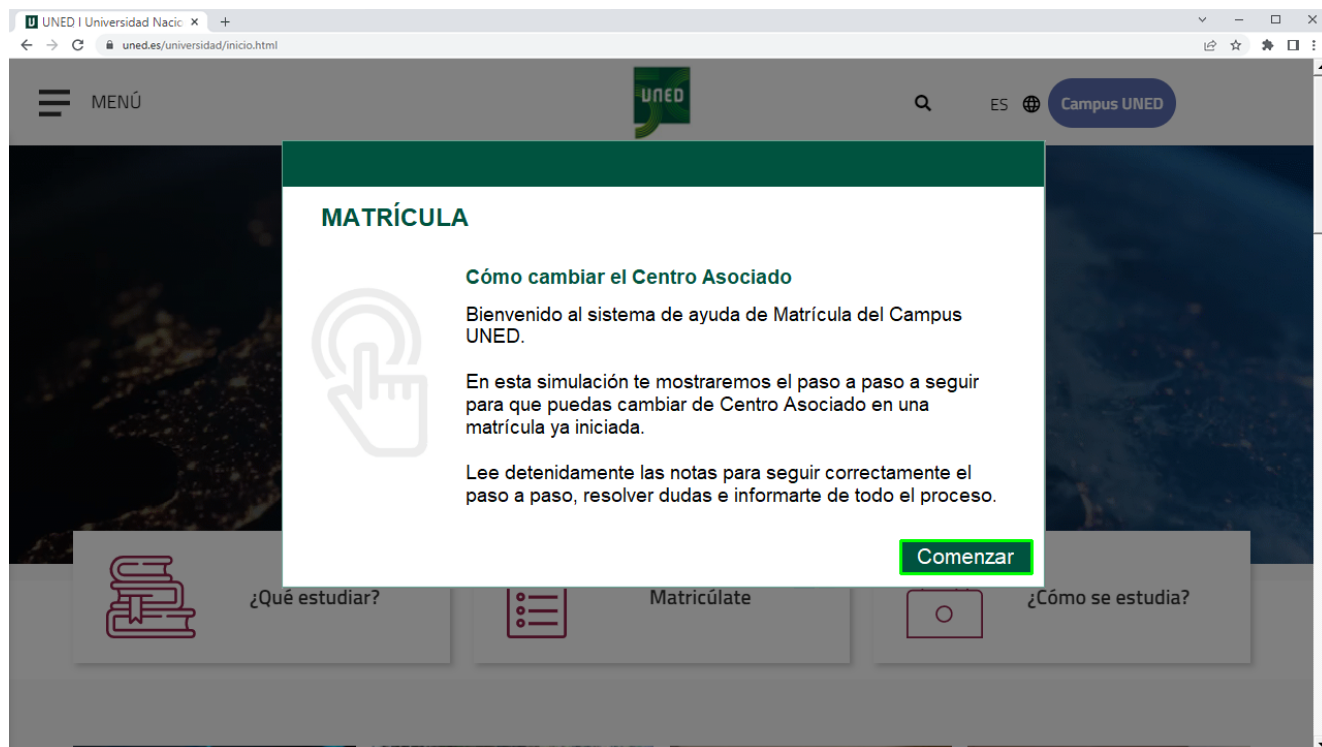 UNED I Universidad Nacio
uned.es/universidad/inicio.html
MENÚ
UNED
ES
Campus UNED
MATRÍCULA
Cómo cambiar el Centro Asociado
Bienvenido al sistema de ayuda de Matrícula del Campus
UNED.
En esta simulación te mostraremos el paso a paso a seguir
para que puedas cambiar de Centro Asociado en una
matrícula ya iniciada.
Lee detenidamente las notas para seguir correctamente el
paso a paso, resolver dudas e informarte de todo el proceso.
Comenzar
¿Qué estudiar?
Matricúlate
¿Cómo se estudia?